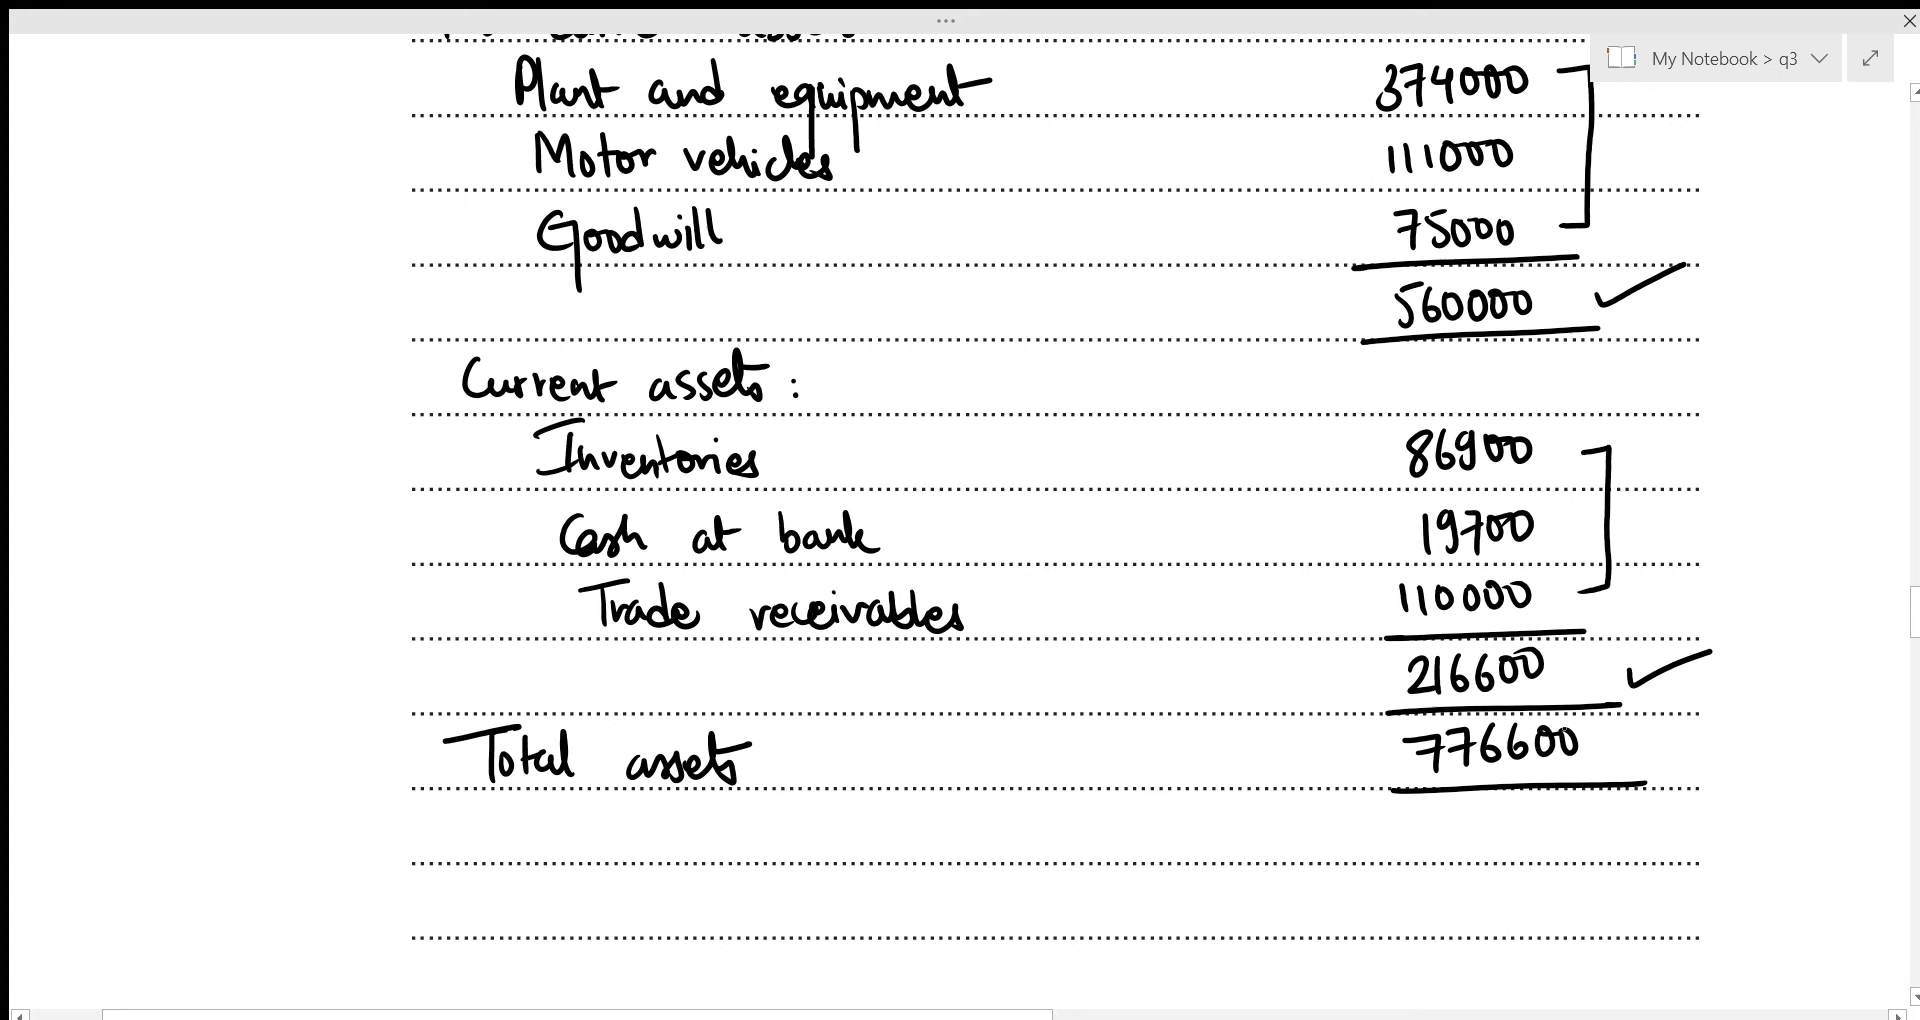 My Notebook > q3
Plant and equipment 374000
Motor vehicles 111000
Goodwill 75000
560000
Current assets :
Inventories 86900
Cash at bank 19700
Trade receivables 110000
216600
Total assets 776600